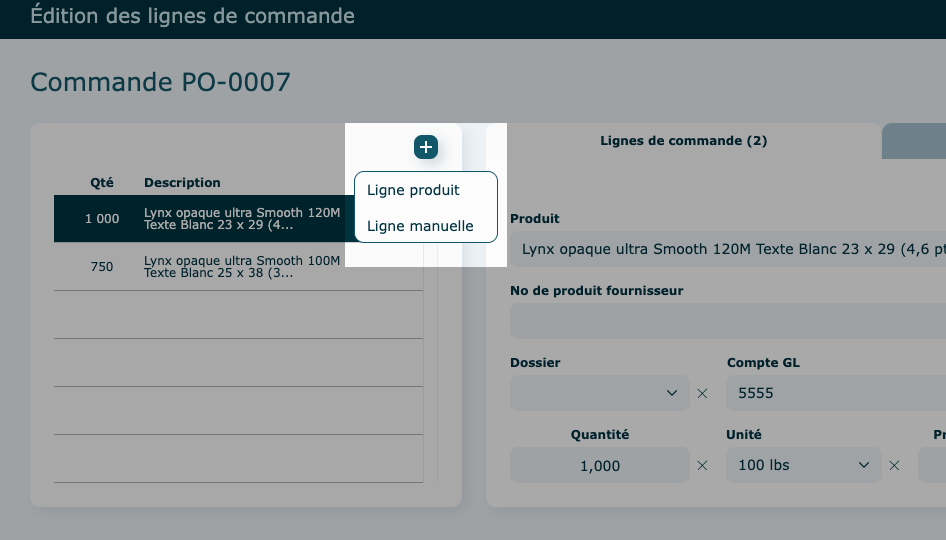 Édition des lignes de commande
Commande PO-0007
Lignes de commande (2)
Qté Description
1 000 Lynx opaque ultra Smooth 120M
Texte Blanc 23 x 29 (4...
750 Lynx opaque ultra Smooth 100M
Texte Blanc 25 x 38 (3...
Ligne produit
Ligne manuelle
Produit
Lynx opaque ultra Smooth 120M Texte Blanc 23 x 29 (4,6 pt
No de produit fournisseur
Dossier Compte GL
5555
Quantité Unité Pr
1,000 100 lbs